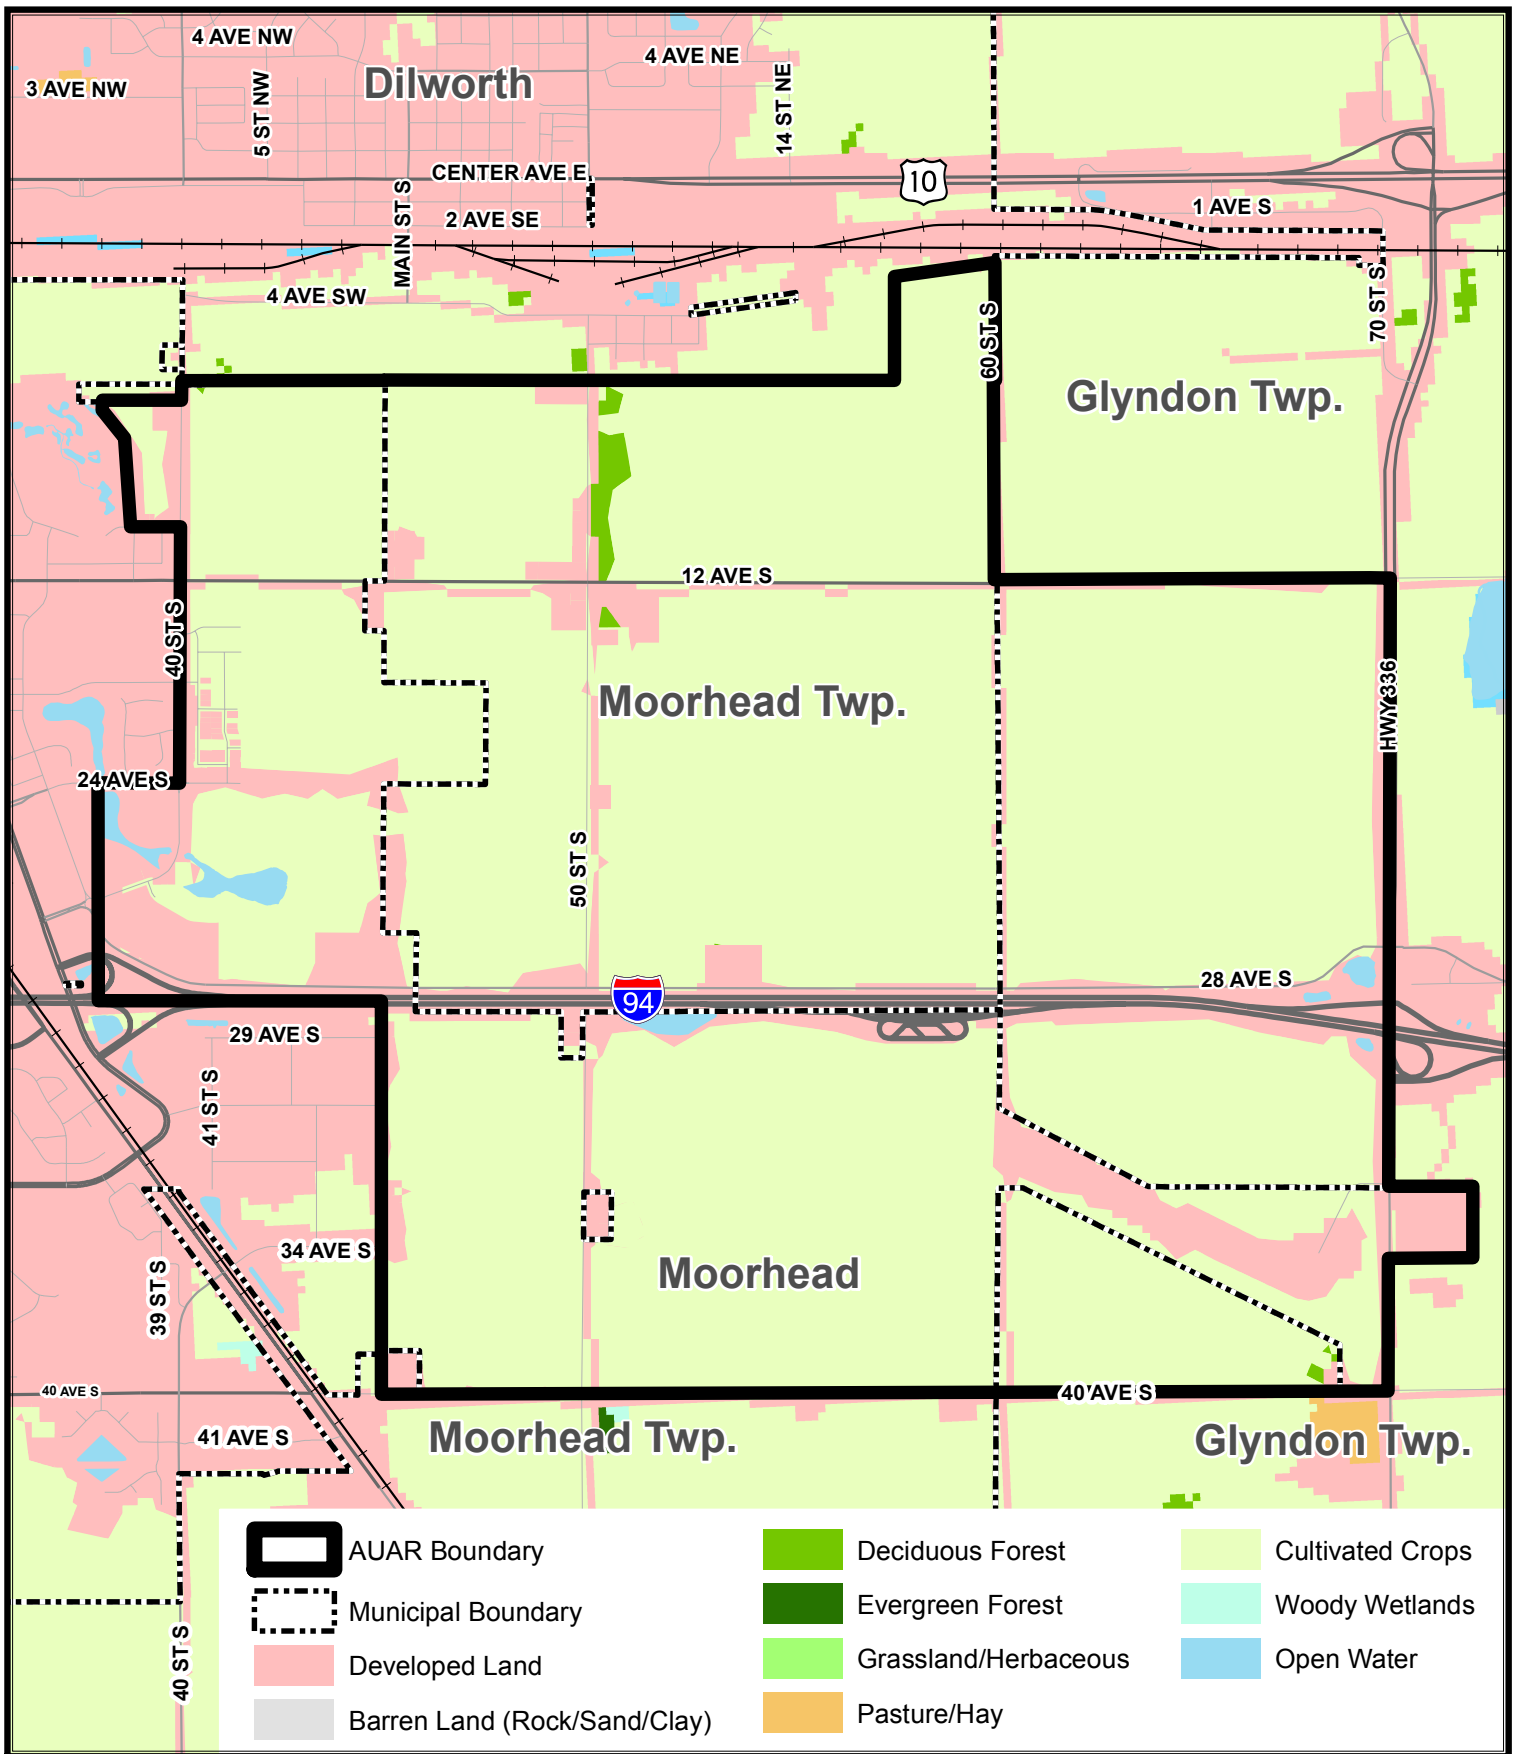 4 AVE NW
4 AVE NE
3 AVE NW
Dilworth
5 ST NW
14 ST NE
CENTER AVE E
10
MAIN ST S
2 AVE SE
1 AVE S
4 AVE SW
60 ST S
70 ST S
Glyndon Twp.
12 AVE S
40 ST S
Moorhead Twp.
HWY 336
24 AVE S
50 ST S
28 AVE S
94
29 AVE S
41 ST S
34 AVE S
39 ST S
Moorhead
40 AVE S
40 AVE S
41 AVE S
Moorhead Twp.
Glyndon Twp.
40 ST S
AUAR Boundary
Municipal Boundary
Developed Land
Barren Land (Rock/Sand/Clay)
Deciduous Forest
Evergreen Forest
Grassland/Herbaceous
Pasture/Hay
Cultivated Crops
Woody Wetlands
Open Water